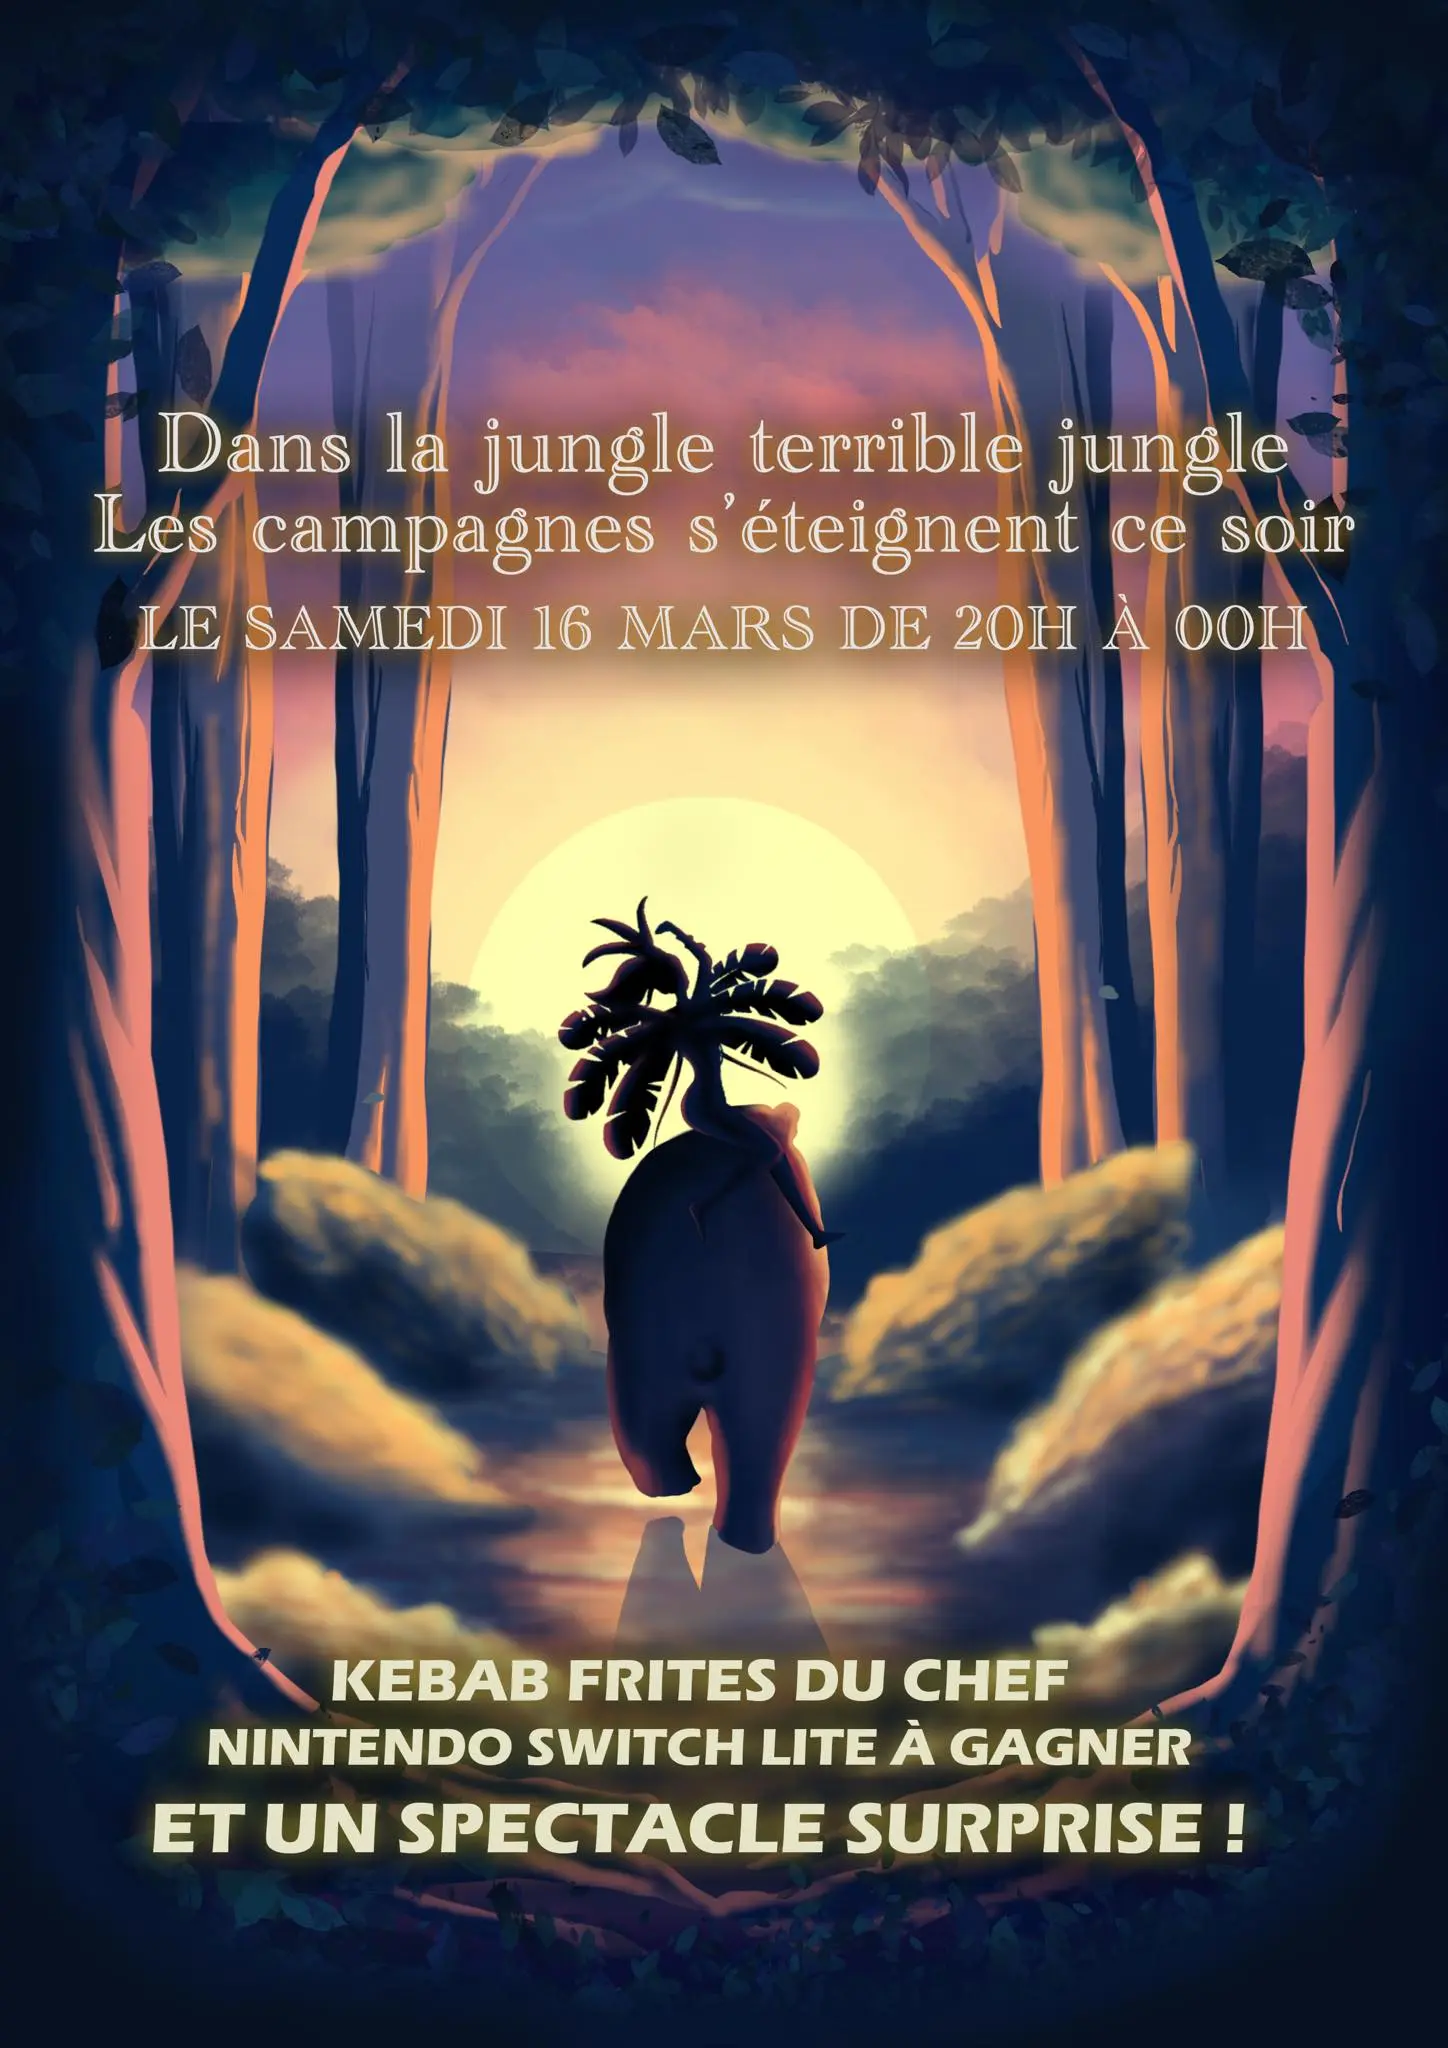 Dans la jungle terrible jungle
Les campagnes s'éteignent ce soir
LE SAMEDI 16 MARS DE 20H À 00H
KEBAB FRITES DU CHEF
NINTENDO SWITCH LITE À GAGNER
ET UN SPECTACLE SURPRISE !